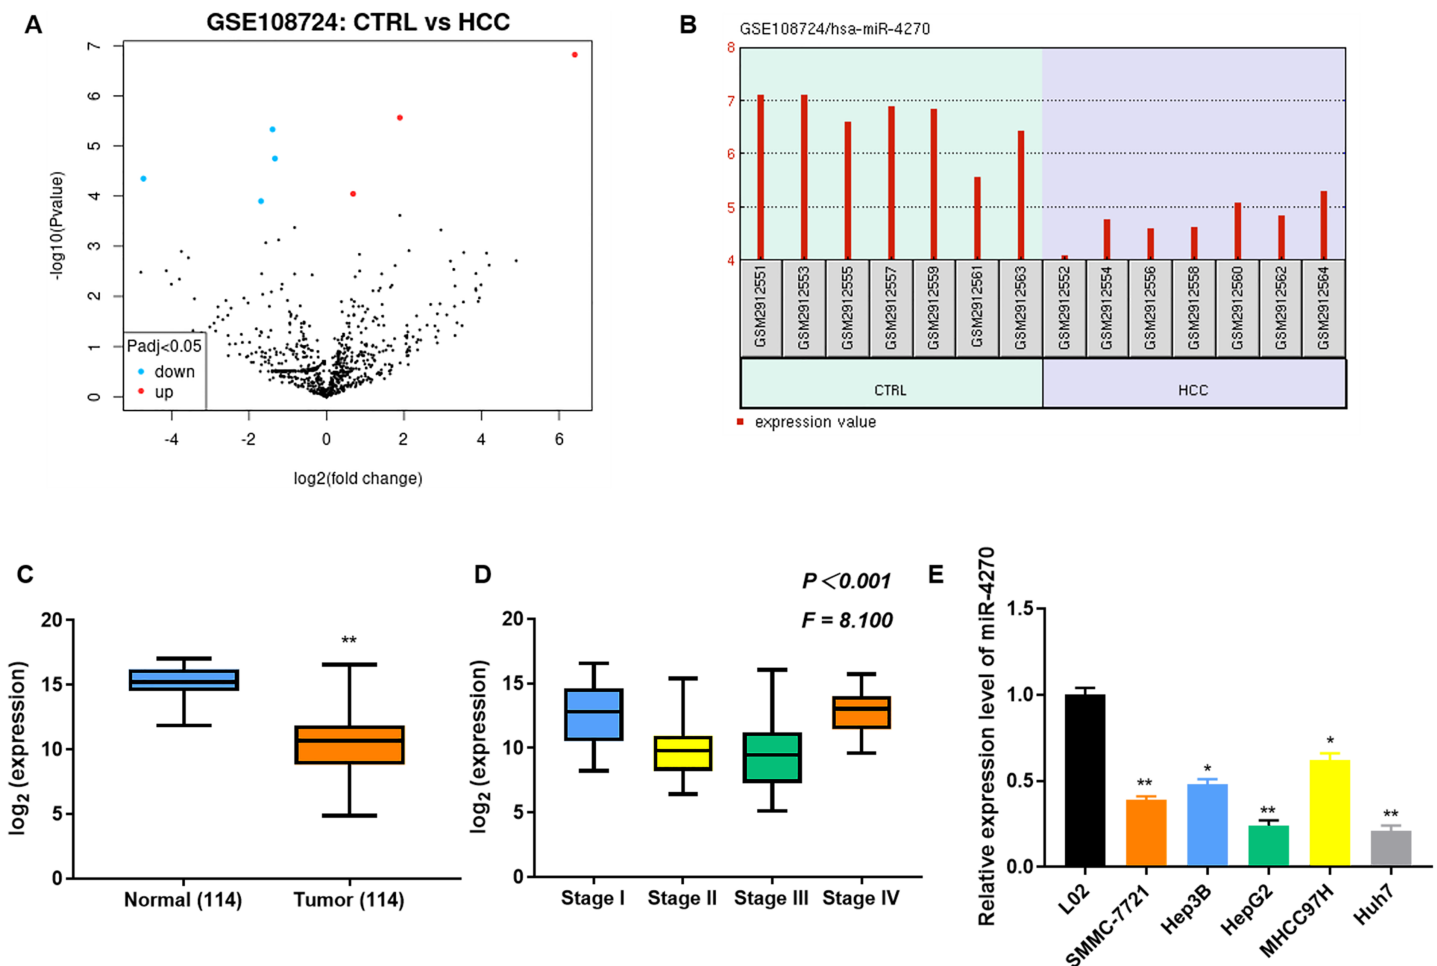 A
GSE108724: CTRL vs HCC
-log10(Pvalue)
7
6
5
4
3
2
1
0
Padj<0.05
down
up
-4
-2
0
2
4
6
log2(fold change)
B
GSE108724/hsa-miR-4270
8
7
6
5
4
GSM2912551
GSM2912553
GSM2912555
GSM2912557
GSM2912559
GSM2912561
GSM2912563
GSM2912552
GSM2912554
GSM2912556
GSM2912558
GSM2912560
GSM2912562
GSM2912564
CTRL
HCC
expression value
C
log2 (expression)
20
15
10
5
0
**
Normal (114)
Tumor (114)
D
P<0.001
F = 8.100
log2 (expression)
20
15
10
5
0
Stage I
Stage II
Stage III
Stage IV
E
Relative expression level of miR-4270
1.5
1.0
0.5
0.0
**
*
**
*
**
L02
SMMC-7721
Hep3B
HepG2
MHCC97H
Huh7